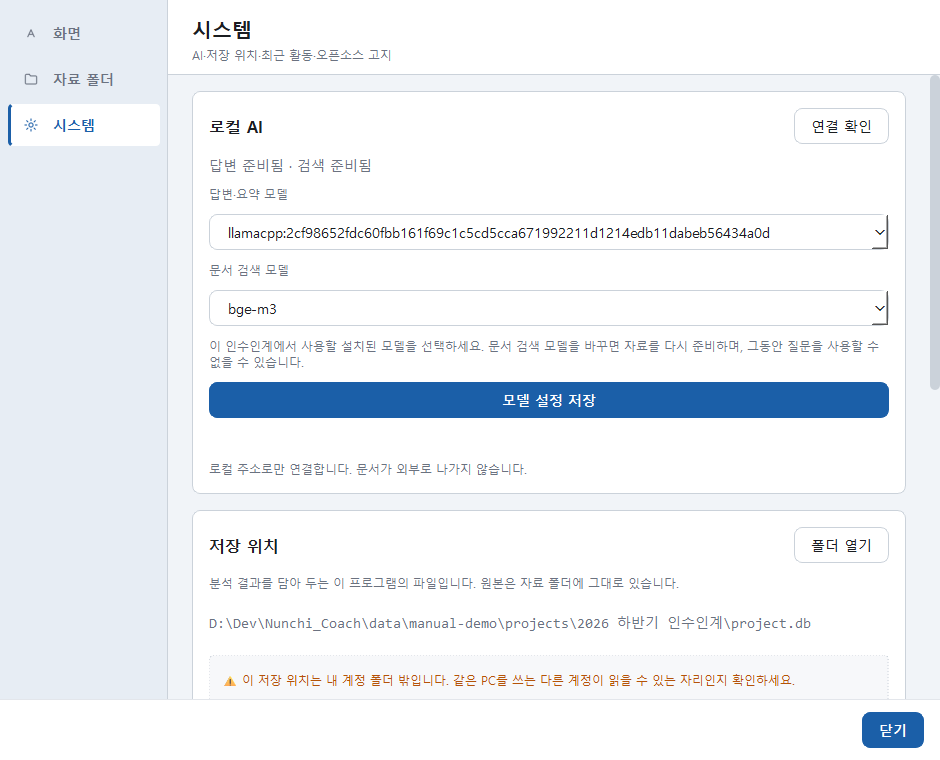 A 화면
자료 폴더
시스템
시스템
AI·저장 위치·최근 활동·오픈소스 고지
로컬 AI
연결 확인
답변 준비됨 · 검색 준비됨
답변·요약 모델
llamacpp:2cf98652fdc60fbb161f69c1c5cd5cca671992211d1214edb11dabeb56434a0d
문서 검색 모델
bge-m3
이 인수인계에서 사용할 설치된 모델을 선택하세요. 문서 검색 모델을 바꾸면 자료를 다시 준비하며, 그동안 질문을 사용할 수
없을 수 있습니다.
모델 설정 저장
로컬 주소로만 연결합니다. 문서가 외부로 나가지 않습니다.
저장 위치
폴더 열기
분석 결과를 담아 두는 이 프로그램의 파일입니다. 원본은 자료 폴더에 그대로 있습니다.
D:\Dev\Nunchi_Coach\data\manual-demo\projects\2026 하반기 인수인계\project.db
이 저장 위치는 내 계정 폴더 밖입니다. 같은 PC를 쓰는 다른 계정이 읽을 수 있는 자리인지 확인하세요.
닫기